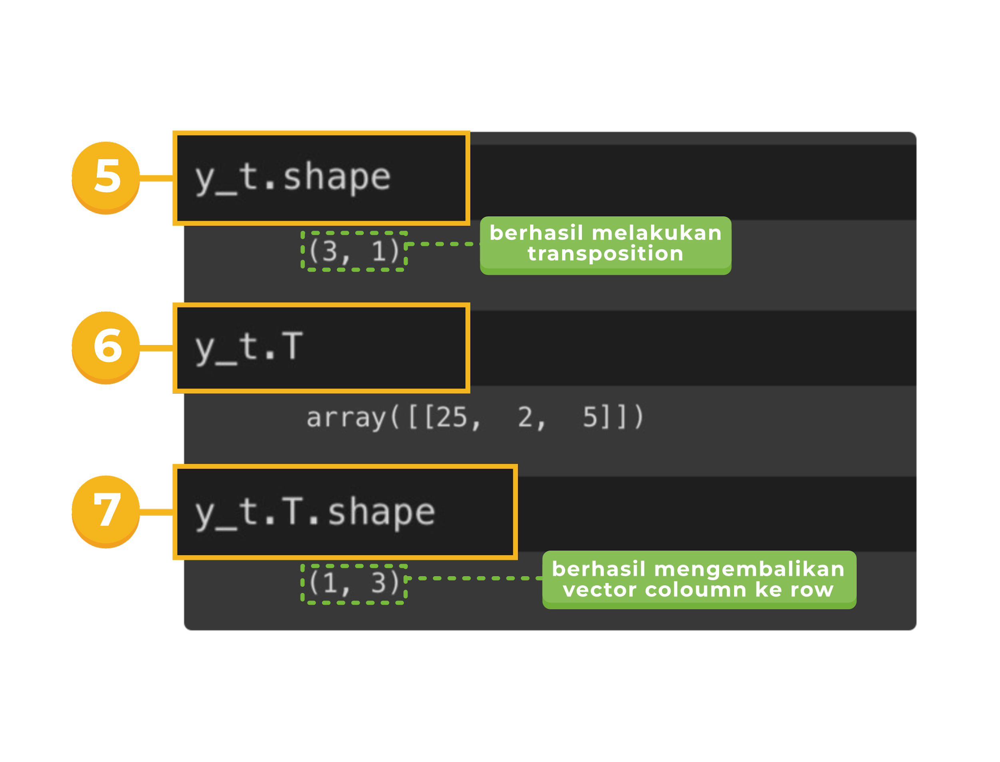 5
y_t.shape
(3, 1)
berhasil melakukan
transposition
6
y_t.T
array([[25,  2,  5]])
7
y_t.T.shape
(1, 3)
berhasil mengembalikan
vector coloumn ke row